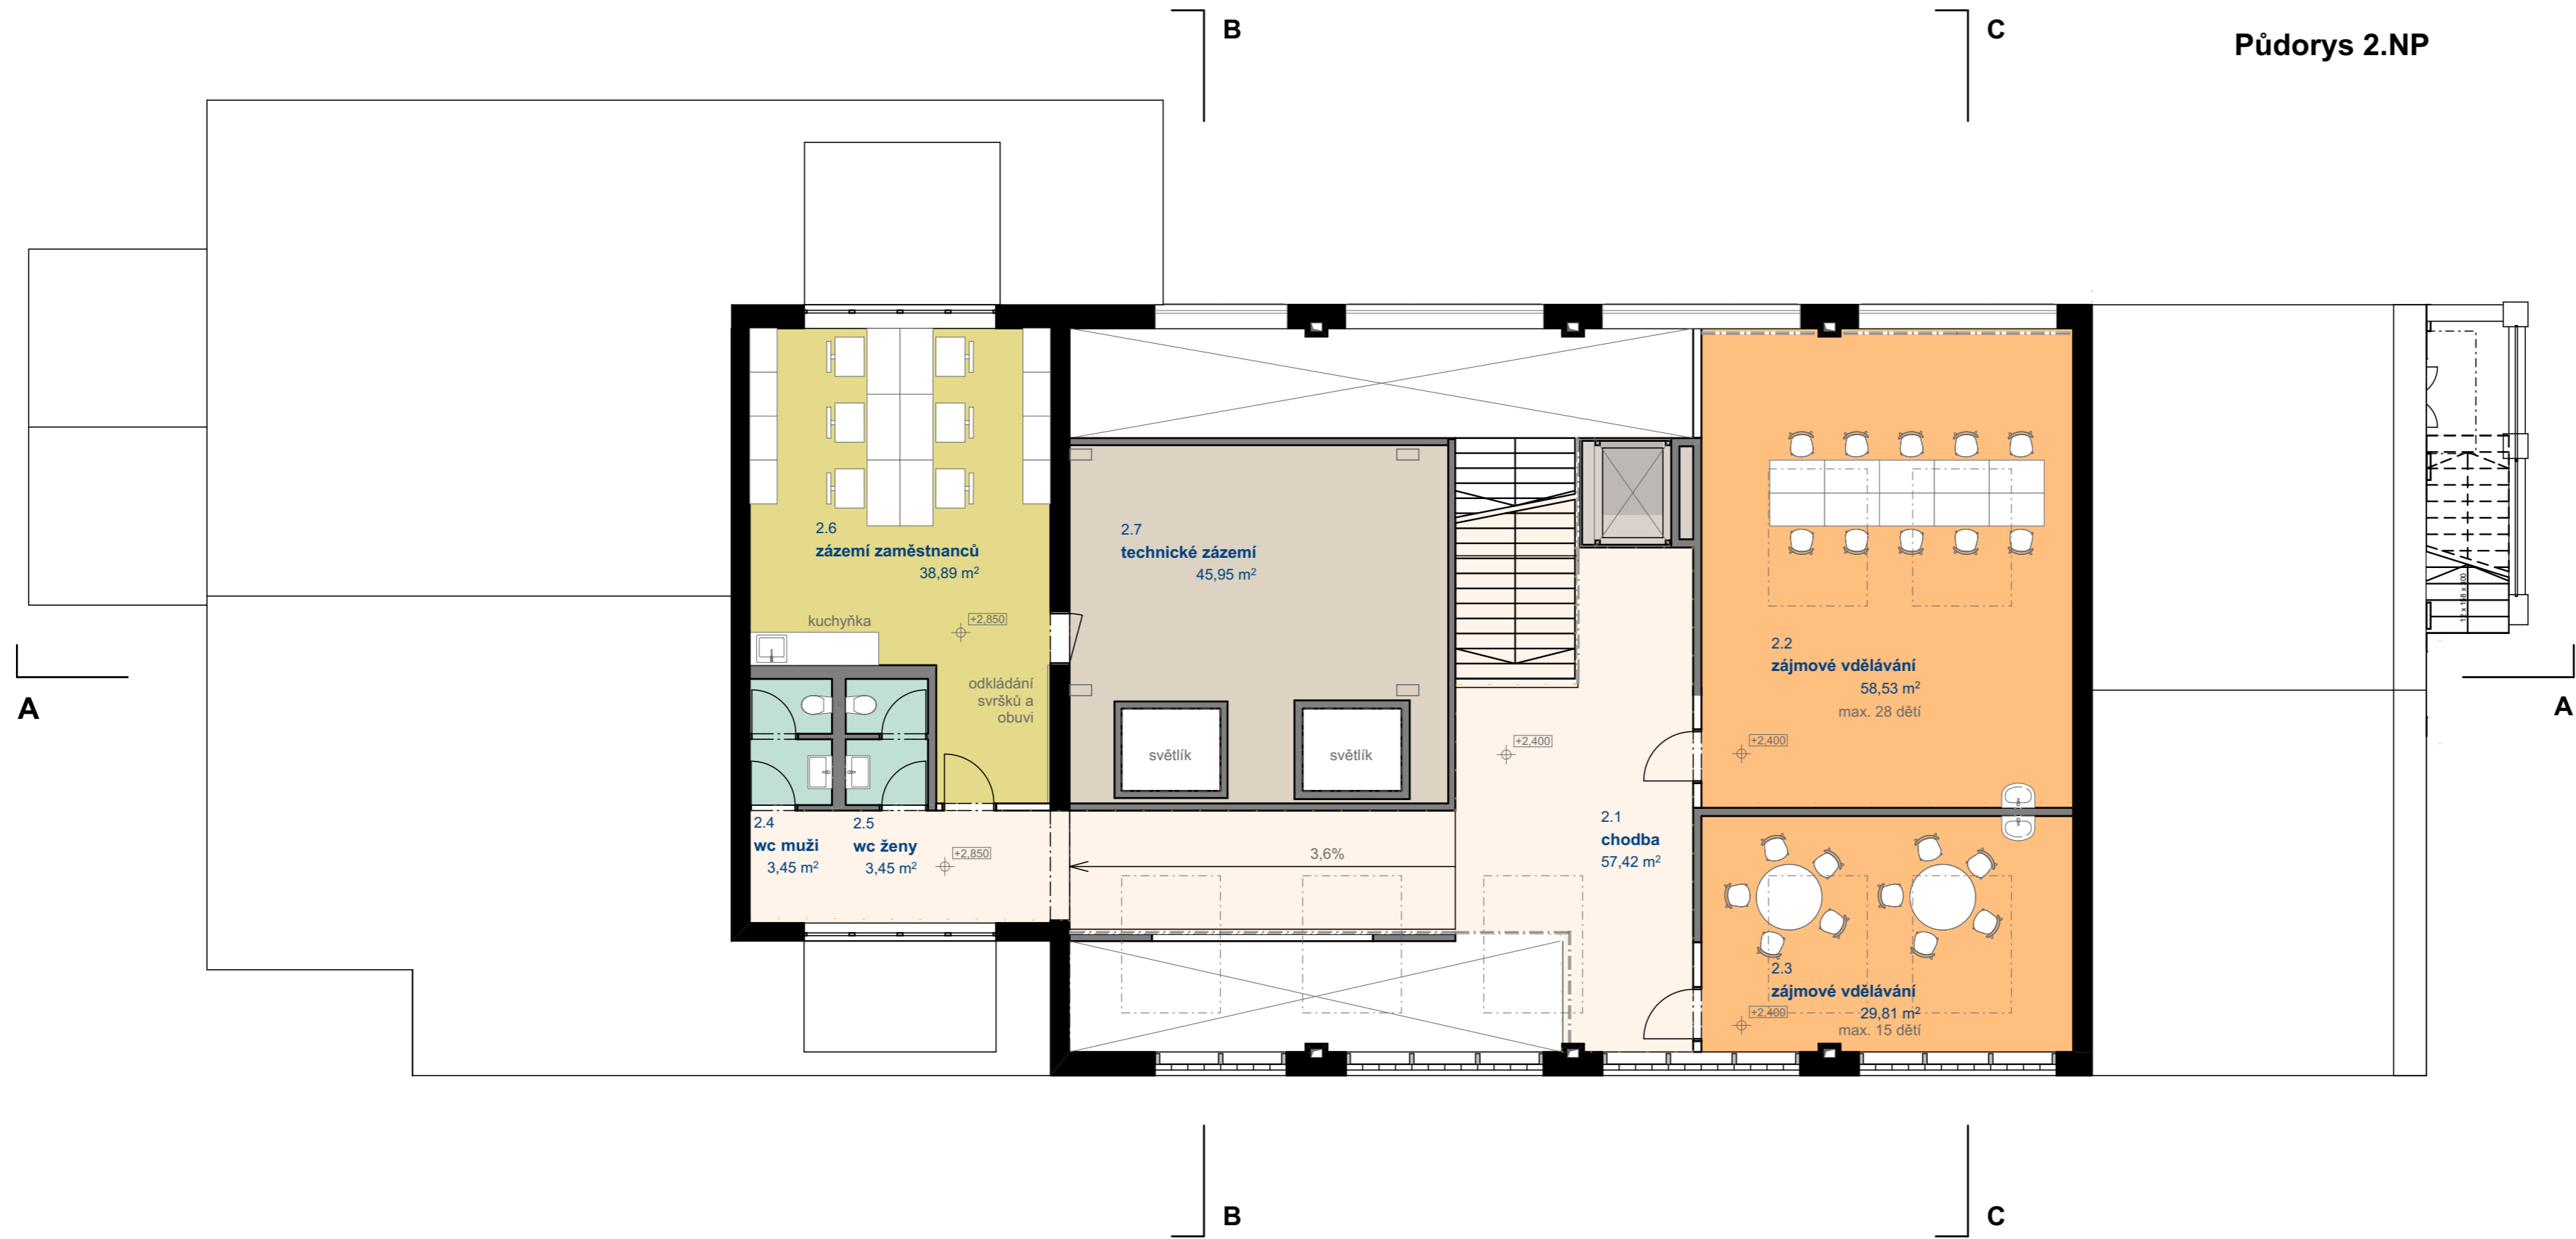 B
C
Půdorys 2.NP
2.6
zázemí zaměstnanců
38,89 m²
kuchyňka
+2,850
odkládání
svršků a
obuvi
2.7
technické zázemí
45,95 m²
světlík
světlík
+2,400
2.2
zájmové vdělávání
58,53 m²
max. 28 dětí
+2,400
A
A
2.4
wc muži
3,45 m²
2.5
wc ženy
3,45 m²
+2,850
3,6%
2.1
chodba
57,42 m²
2.3
zájmové vdělávání
29,81 m²
max. 15 dětí
+2,400
B
C